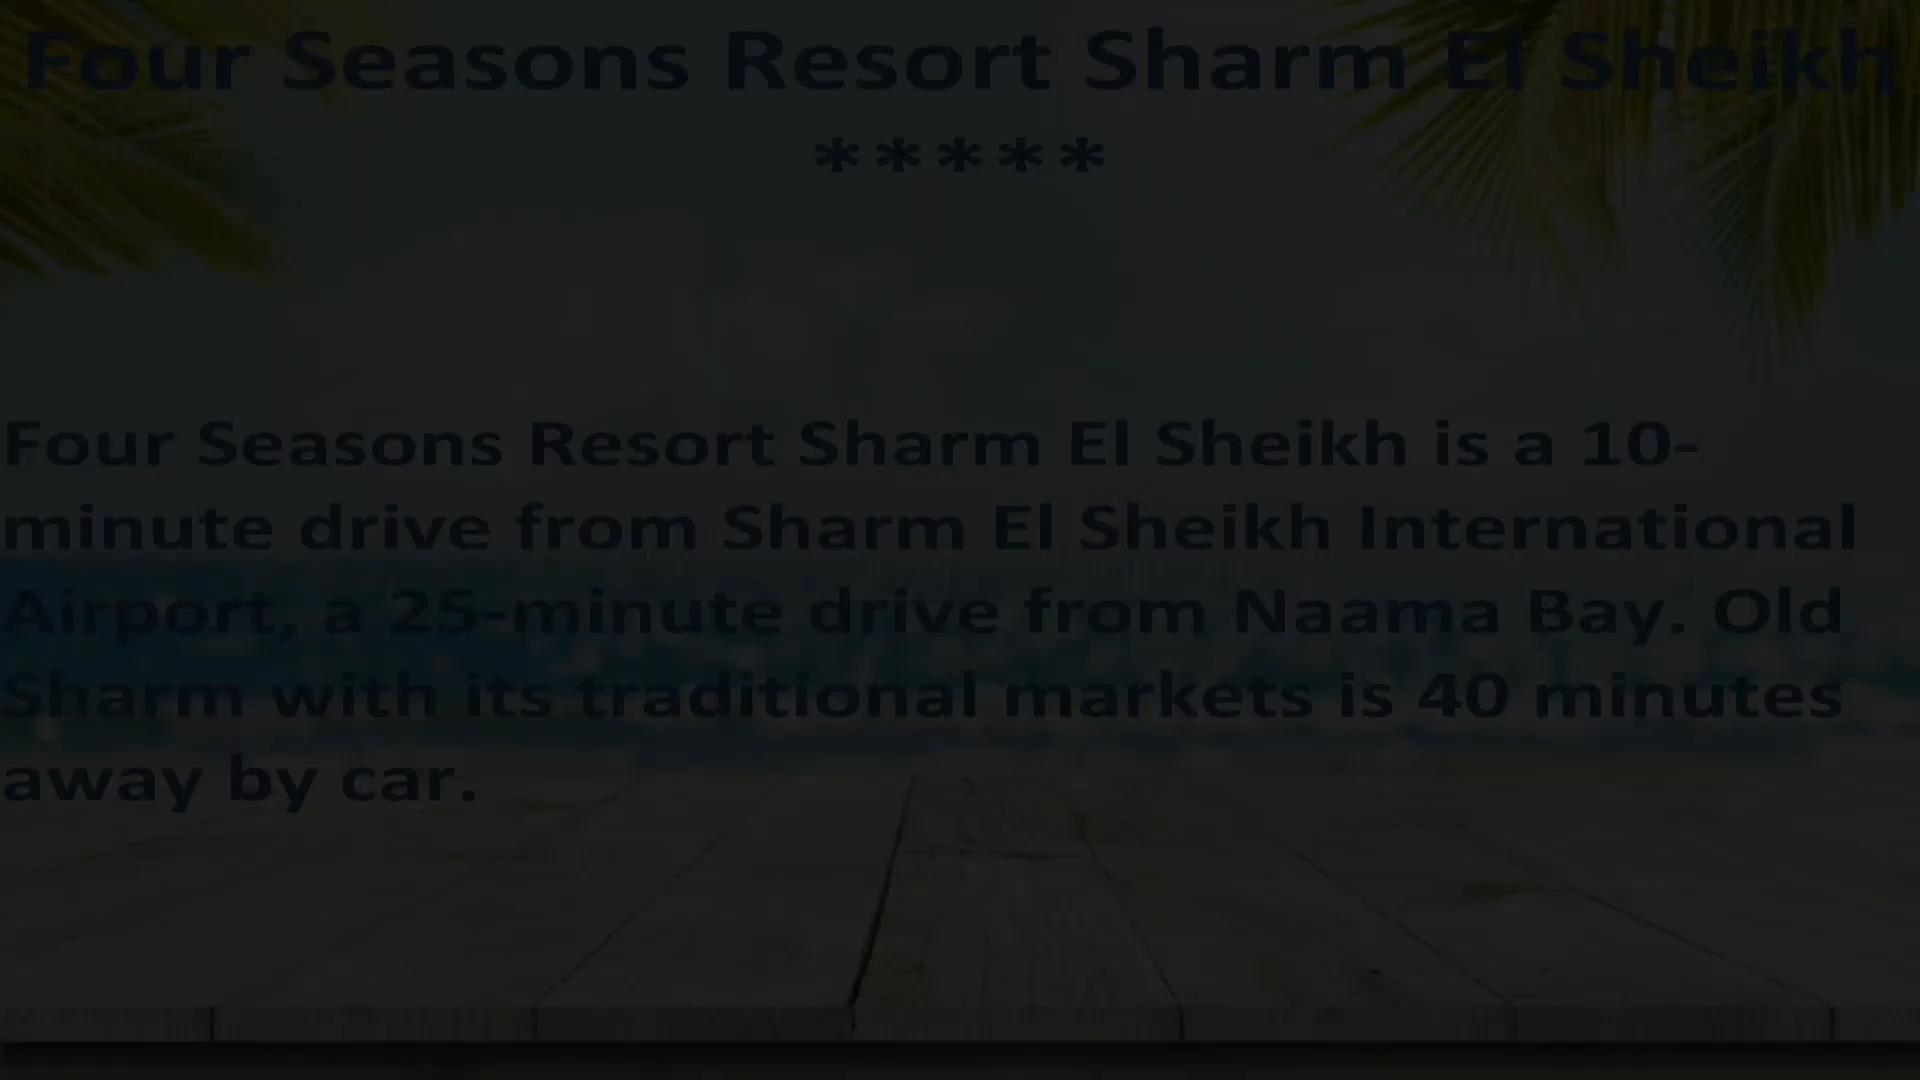 Four Seasons Resort Sharm El Sheikh
*****
Four Seasons Resort Sharm El Sheikh is a 10-
minute drive from Sharm El Sheikh International
Airport, a 25-minute drive from Naama Bay. Old
Sharm with its traditional markets is 40 minutes
away by car.